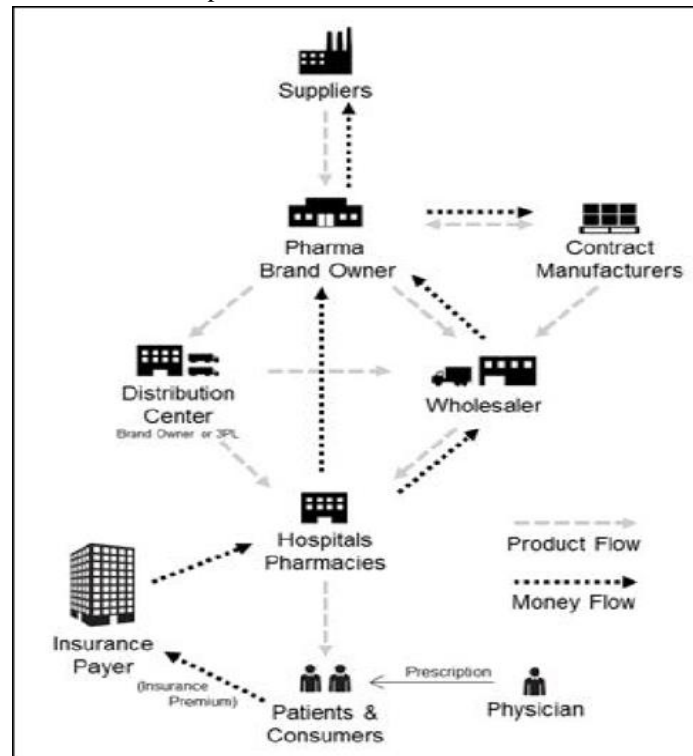 Suppliers
Pharma
Brand Owner
Contract
Manufacturers
Distribution
Center
Brand Owner or 3PL
Wholesaler
Hospitals
Pharmacies
Product Flow
Money Flow
Insurance
Payer
(Insurance
Premium)
Prescription
Patients &
Consumers
Physician